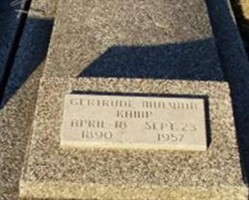 GERTRUDE
KAMP
APRIL 18 SEPT. 23
1890 1957